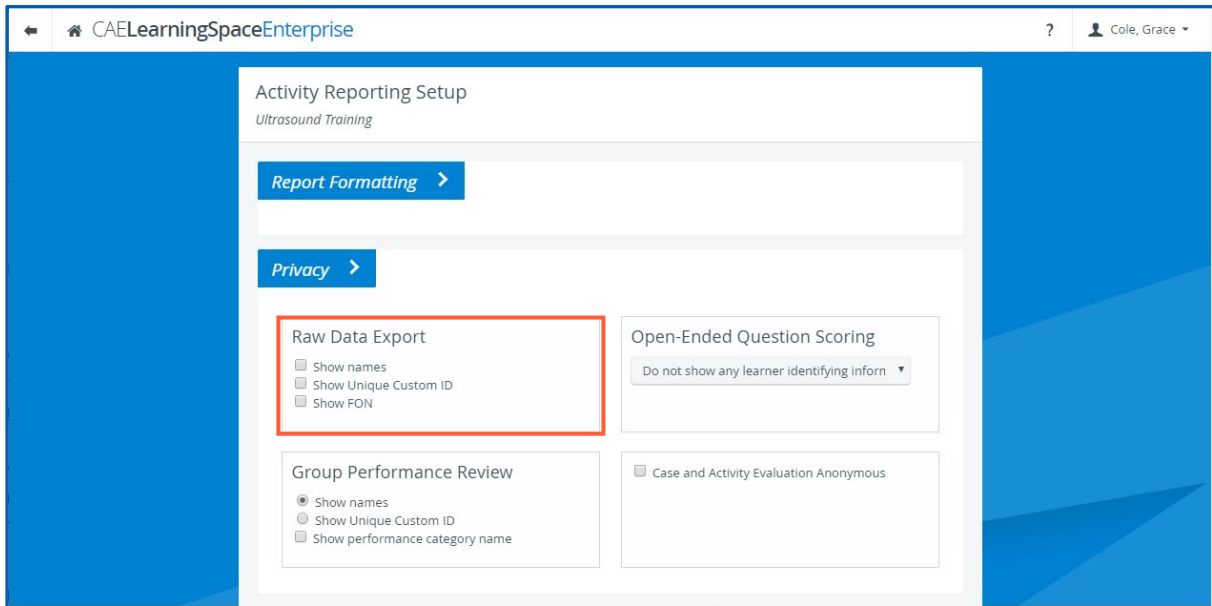 CAELearningSpaceEnterprise
? Cole, Grace
Activity Reporting Setup
Ultrasound Training
Report Formatting
Privacy
Raw Data Export
Show names
Show Unique Custom ID
Show FON
Open-Ended Question Scoring
Do not show any learner identifying inforn
Group Performance Review
Show names
Show Unique Custom ID
Show performance category name
Case and Activity Evaluation Anonymous